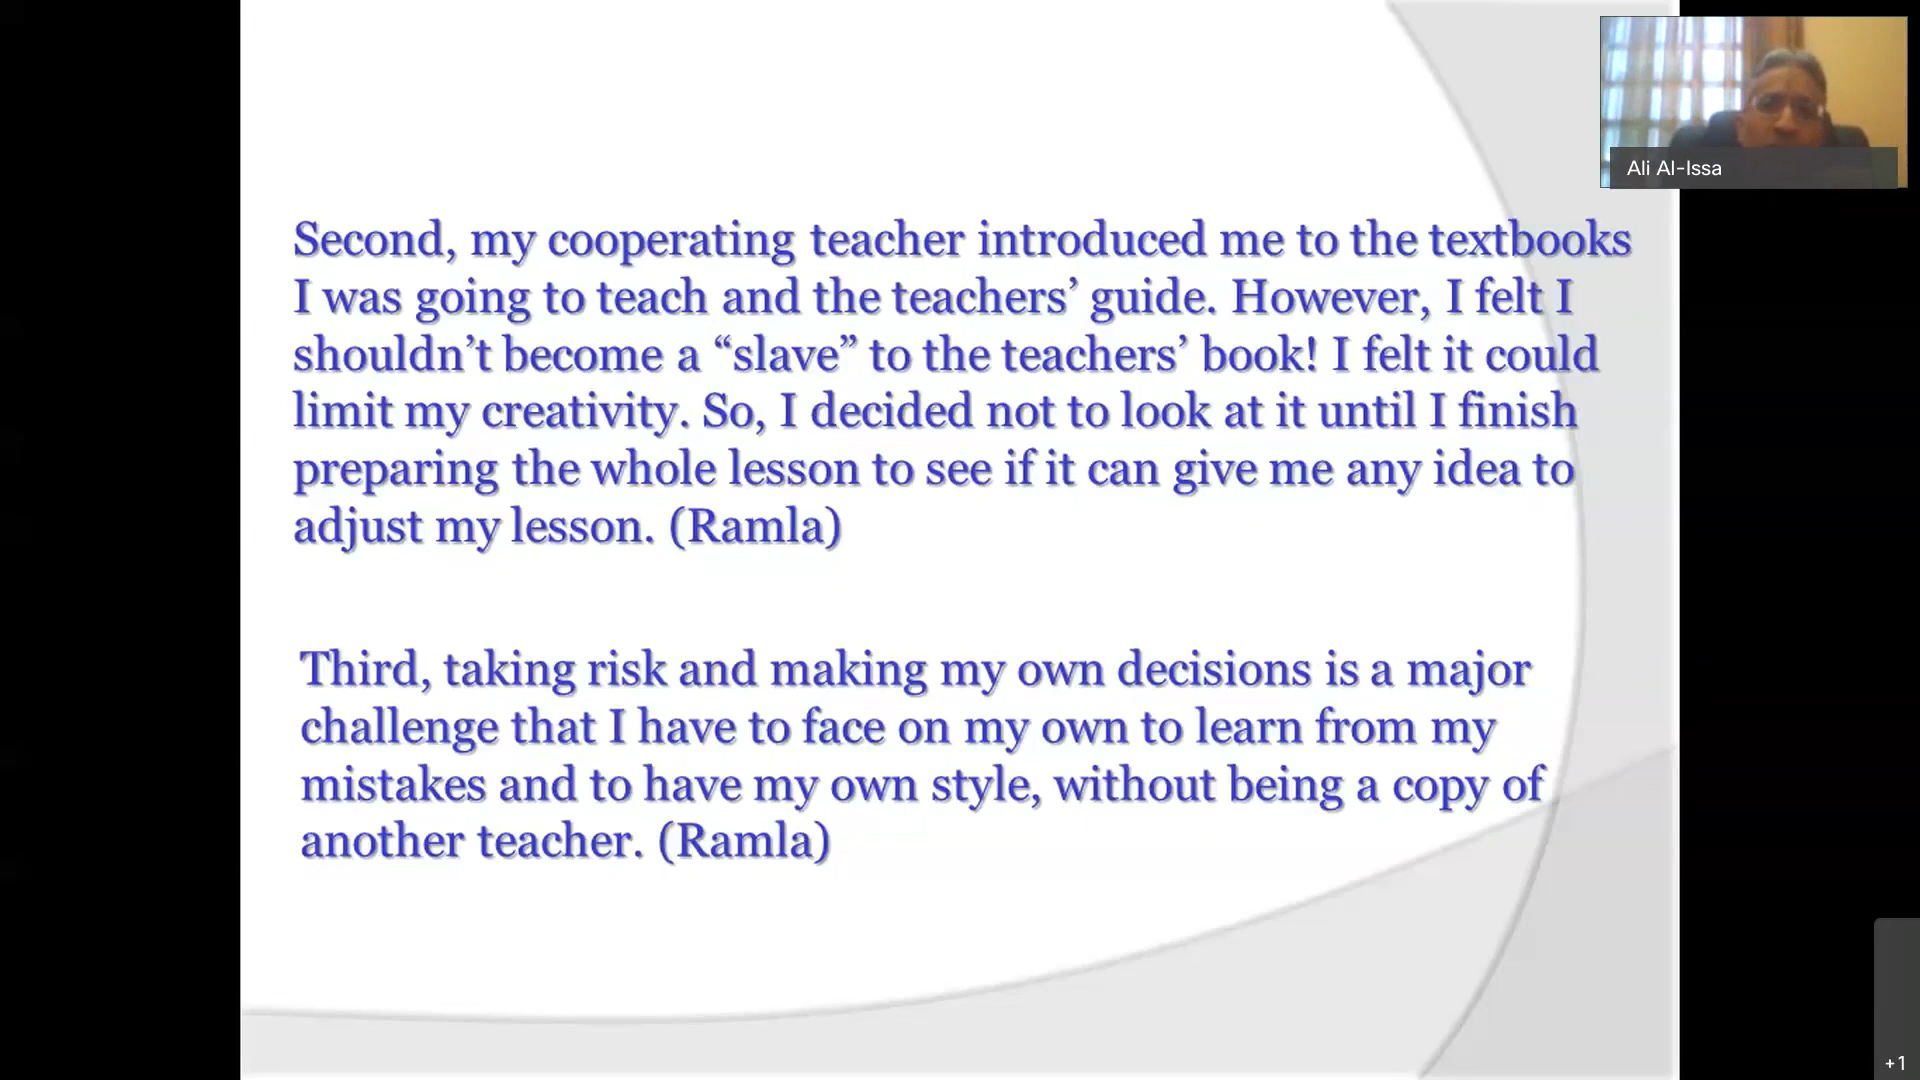 Ali Al-Issa
Second, my cooperating teacher introduced me to the textbooks
I was going to teach and the teachers’ guide. However, I felt I
shouldn’t become a “slave” to the teachers’ book! I felt it could
limit my creativity. So, I decided not to look at it until I finish
preparing the whole lesson to see if it can give me any idea to
adjust my lesson. (Ramla)
Third, taking risk and making my own decisions is a major
challenge that I have to face on my own to learn from my
mistakes and to have my own style, without being a copy of
another teacher. (Ramla)
+1